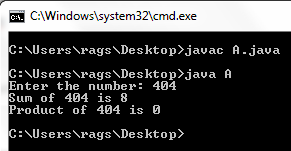 C:\Windows\system32\cmd.exe
C:\Users\rags\Desktop>javac A.java
C:\Users\rags\Desktop>java A
Enter the number: 404
Sum of 404 is 8
Product of 404 is 0
C:\Users\rags\Desktop>